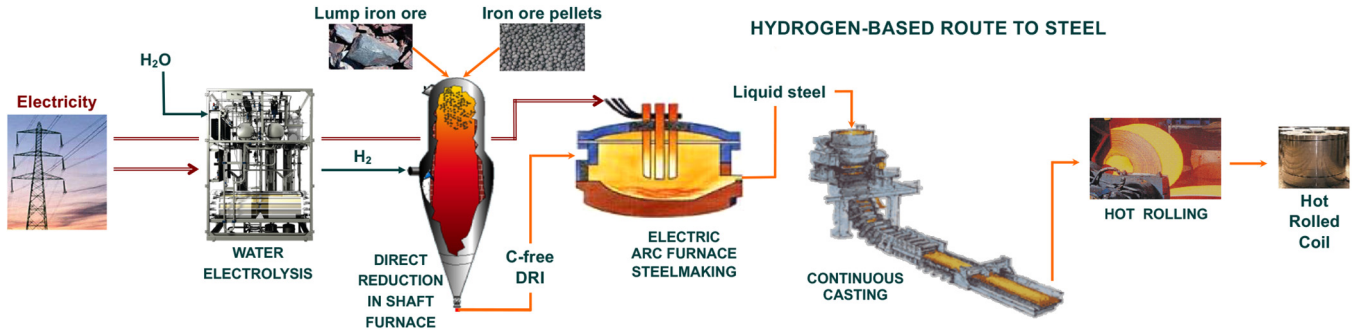 Lump iron ore
Iron ore pellets
HYDROGEN-BASED ROUTE TO STEEL
H₂O
Electricity
Liquid steel
H₂
HOT ROLLING
Hot
Rolled
Coil
WATER
ELECTROLYSIS
DIRECT
REDUCTION
IN SHAFT
FURNACE
C-free
DRI
ELECTRIC
ARC FURNACE
STEELMAKING
CONTINUOUS
CASTING